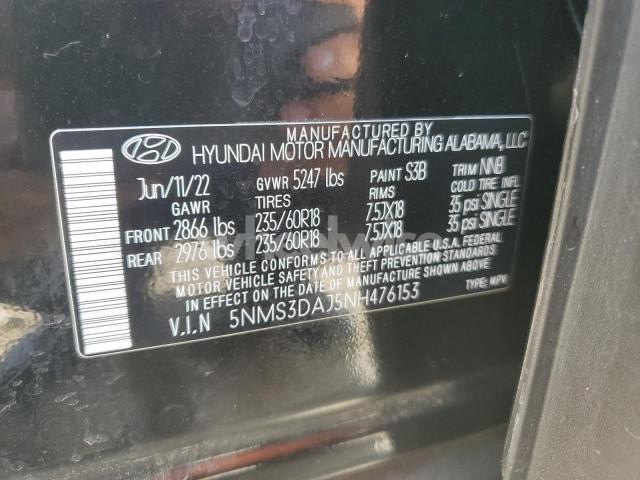 MANUFACTURED BY
HYUNDAI MOTOR MANUFACTURING ALABAMA, LLC
Jun/11/22 GVWR 5247 lbs PAINT S3B TRIM NNB
GAWR TIRES RIMS COLD TIRE INFL
FRONT 2866 lbs 235/60R18 7.5JX18 35 psi SINGLE
REAR 2976 lbs 235/60R18 7.5JX18 35 psi SINGLE
THIS VEHICLE CONFORMS TO ALL APPLICABLE U.S.A. FEDERAL
MOTOR VEHICLE SAFETY AND THEFT PREVENTION STANDARDS
IN EFFECT ON THE DATE OF MANUFACTURE SHOWN ABOVE.
V.I.N 5NMS3DAJ5NH476153 TYPE: MPV